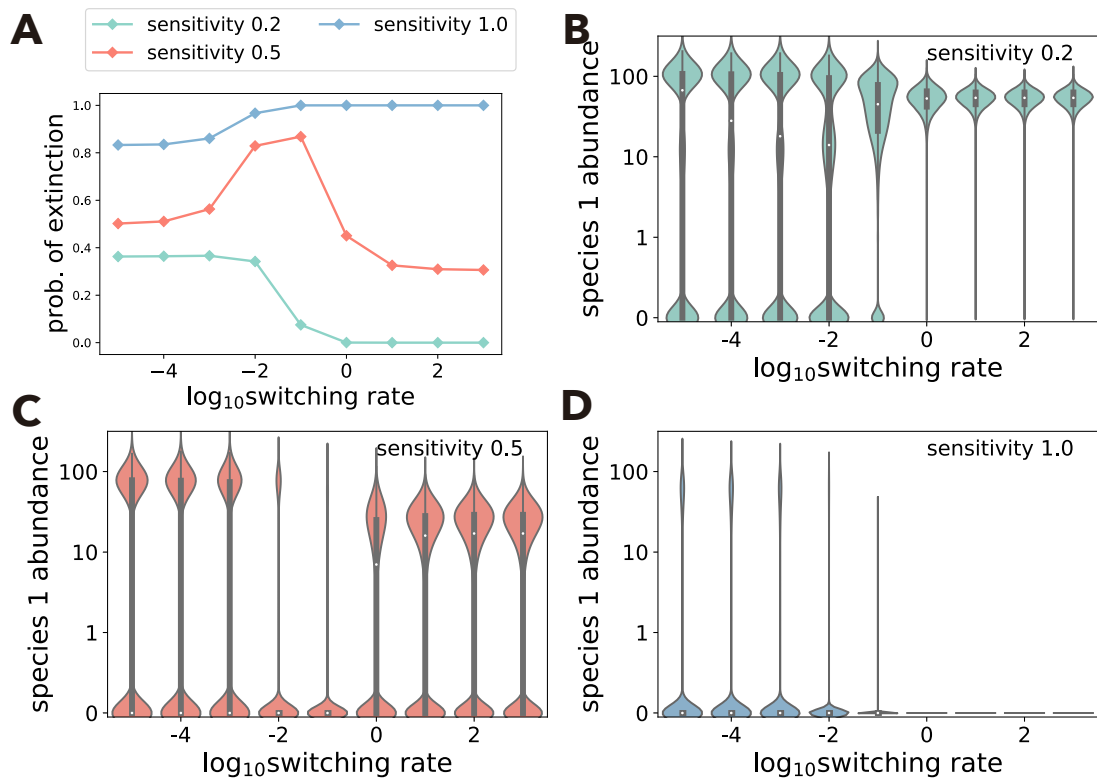 A
sensitivity 0.2
sensitivity 0.5
sensitivity 1.0
prob. of extinction
1.0
0.8
0.6
0.4
0.2
0.0
−4
−2
0
2
log10switching rate
B
sensitivity 0.2
species 1 abundance
100
10
1
0
-4
-2
0
2
log10switching rate
C
sensitivity 0.5
species 1 abundance
100
10
1
0
-4
-2
0
2
log10switching rate
D
sensitivity 1.0
species 1 abundance
100
10
1
0
-4
-2
0
2
log10switching rate